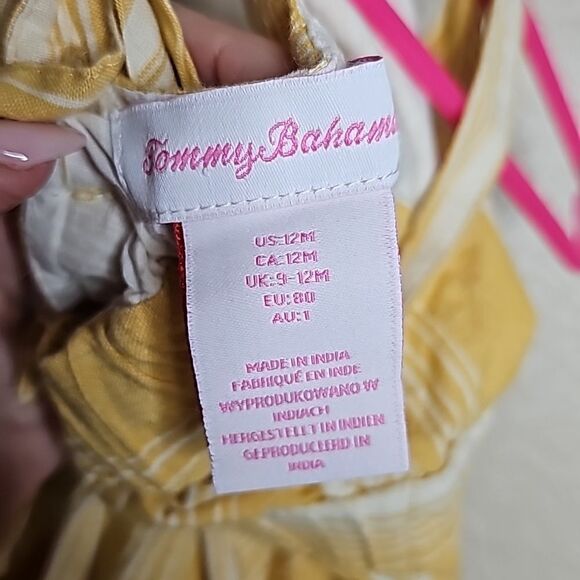 Tommy Bahama
US:12M
CA:12M
UK:9-12M
EU:80
AU:1
MADE IN INDIA
FABRIQUÉ EN INDE
WYPRODUKOWANO W
INDIACH
HERGESTELLT IN INDIEN
GEPRODUCEERD IN
INDIA